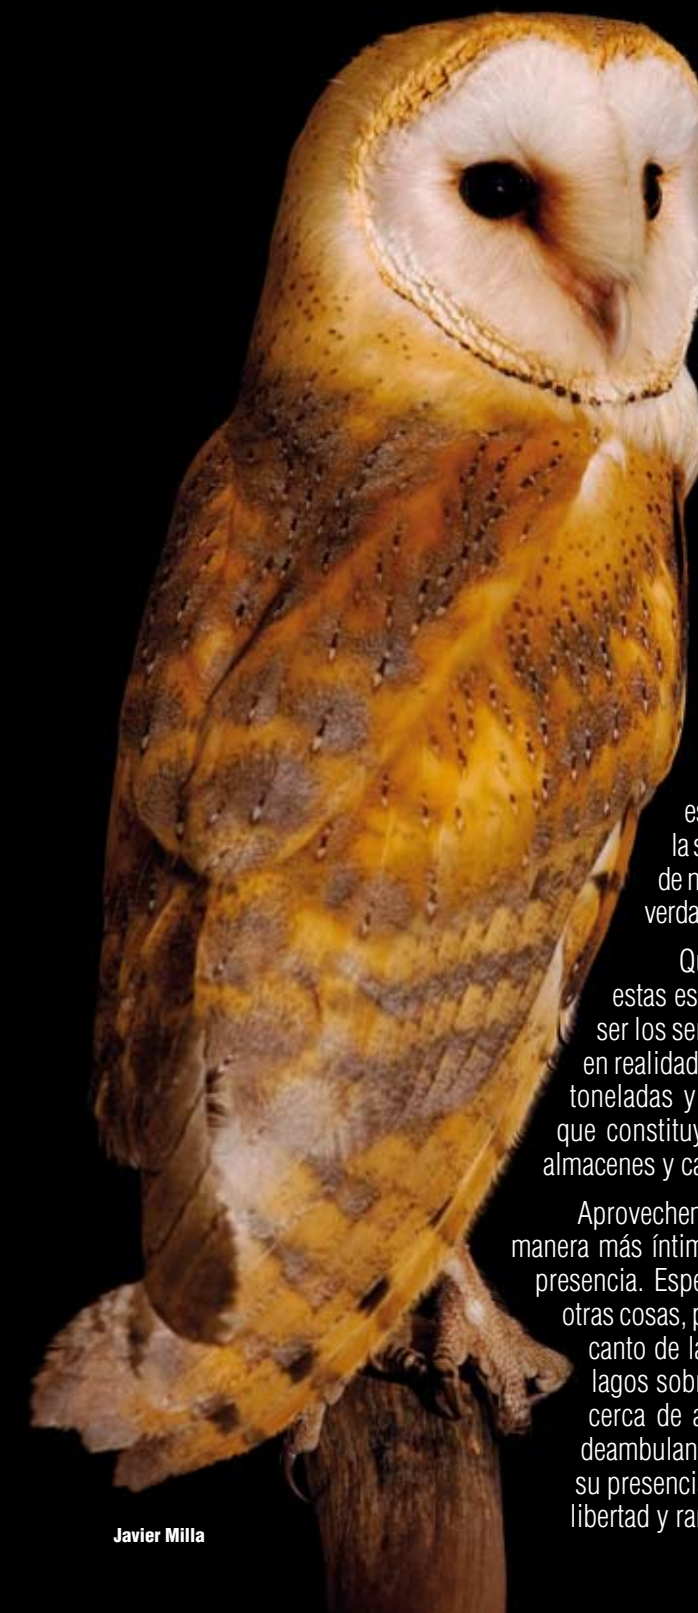 es
la s
de n
verda
Qu
estas es
ser los ser
en realidad
toneladas y
que constituy
almacenes y ca
Aprovechen
manera más íntim
presencia. Espe
otras cosas, p
canto de la
lagos sobr
cerca de a
deambulan
su presenci
libertad y ra
Javier Milla